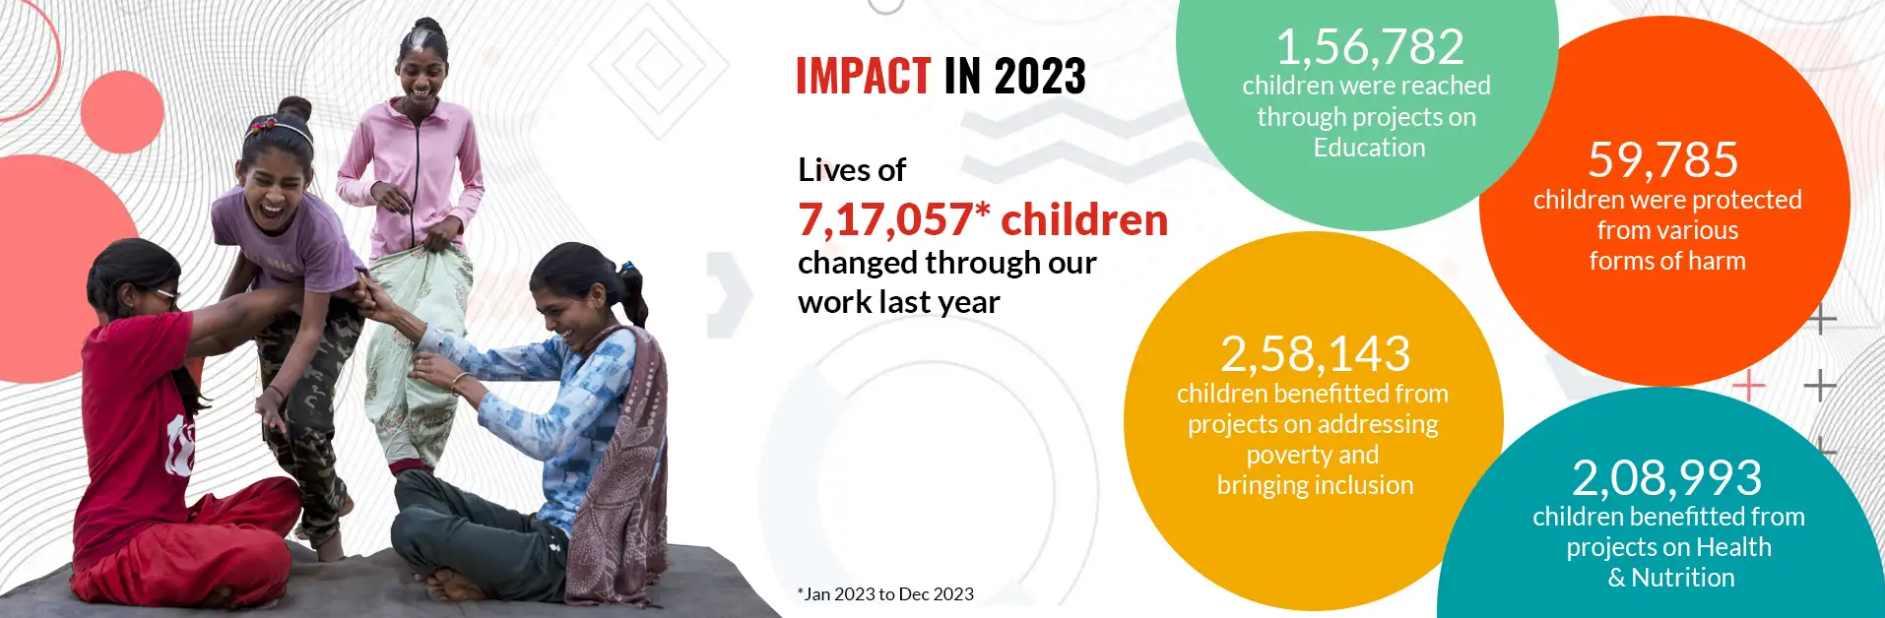 IMPACT IN 2023
Lives of
7,17,057* children
changed through our
work last year
*Jan 2023 to Dec 2023
1,56,782
children were reached
through projects on
Education
59,785
children were protected
from various
forms of harm
2,58,143
children benefitted from
projects on addressing
poverty and
bringing inclusion
2,08,993
children benefitted from
projects on Health
& Nutrition